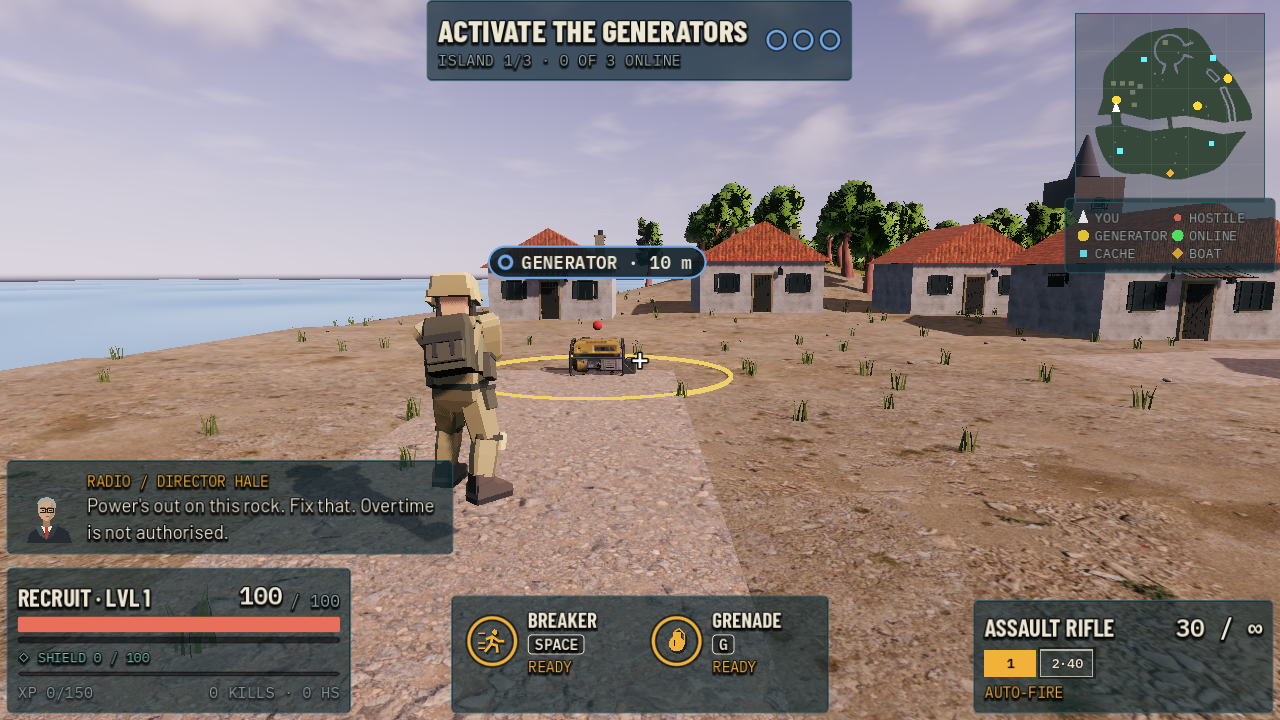 ACTIVATE THE GENERATORS
ISLAND 1/3 · 0 OF 3 ONLINE
YOU
HOSTILE
GENERATOR
ONLINE
CACHE
BOAT
GENERATOR · 10 m
RADIO / DIRECTOR HALE
Power's out on this rock. Fix that. Overtime
is not authorised.
RECRUIT · LVL 1
100 / 100
SHIELD 0 / 100
XP 0/150
0 KILLS · 0 HS
BREAKER
SPACE
READY
GRENADE
G
READY
ASSAULT RIFLE
30 / ∞
1
2·40
AUTO-FIRE